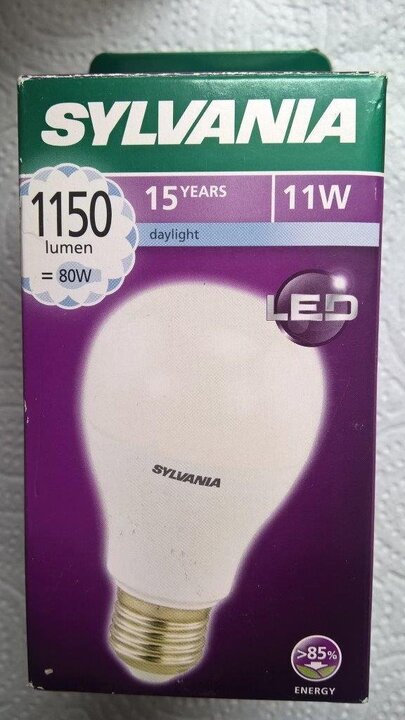 SYLVANIA
1150
lumen
= 80W
15 YEARS
11W
daylight
LED
SYLVANIA
>85%
ENERGY